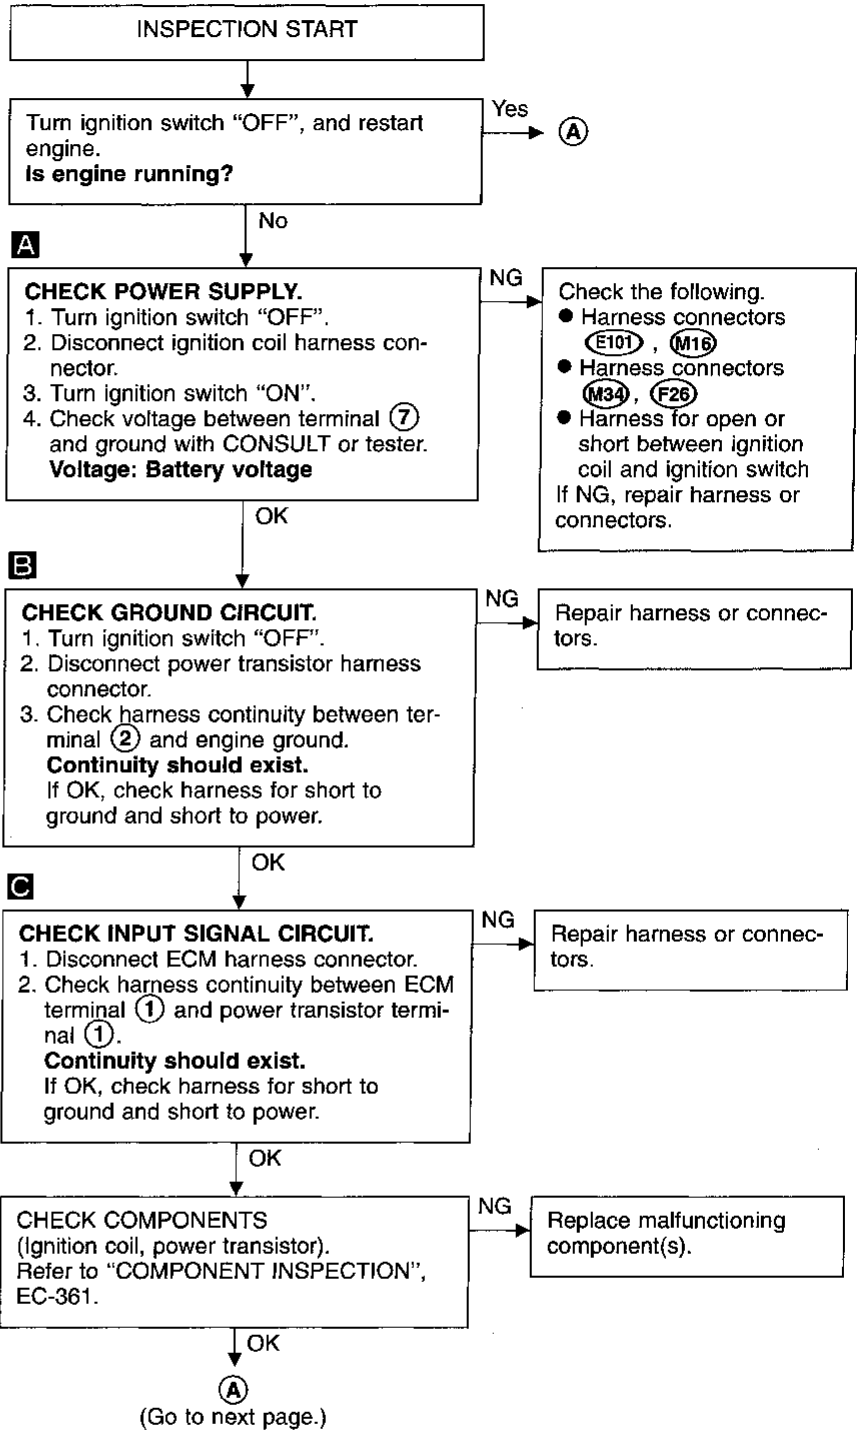 INSPECTION START
Turn ignition switch “OFF”, and restart
engine.
Is engine running?
Yes
A
No
A
CHECK POWER SUPPLY.
1. Turn ignition switch “OFF”.
2. Disconnect ignition coil harness con-
nector.
3. Turn ignition switch “ON”.
4. Check voltage between terminal 7
and ground with CONSULT or tester.
Voltage: Battery voltage
NG
Check the following.
● Harness connectors
E101 , M16
● Harness connectors
M34 , F26
● Harness for open or
short between ignition
coil and ignition switch
If NG, repair harness or
connectors.
OK
B
CHECK GROUND CIRCUIT.
1. Turn ignition switch “OFF”.
2. Disconnect power transistor harness
connector.
3. Check harness continuity between ter-
minal 2 and engine ground.
Continuity should exist.
If OK, check harness for short to
ground and short to power.
NG
Repair harness or connec-
tors.
OK
C
CHECK INPUT SIGNAL CIRCUIT.
1. Disconnect ECM harness connector.
2. Check harness continuity between ECM
terminal 1 and power transistor termi-
nal 1.
Continuity should exist.
If OK, check harness for short to
ground and short to power.
NG
Repair harness or connec-
tors.
OK
CHECK COMPONENTS
(Ignition coil, power transistor).
Refer to “COMPONENT INSPECTION”,
EC-361.
NG
Replace malfunctioning
component(s).
OK
A
(Go to next page.)